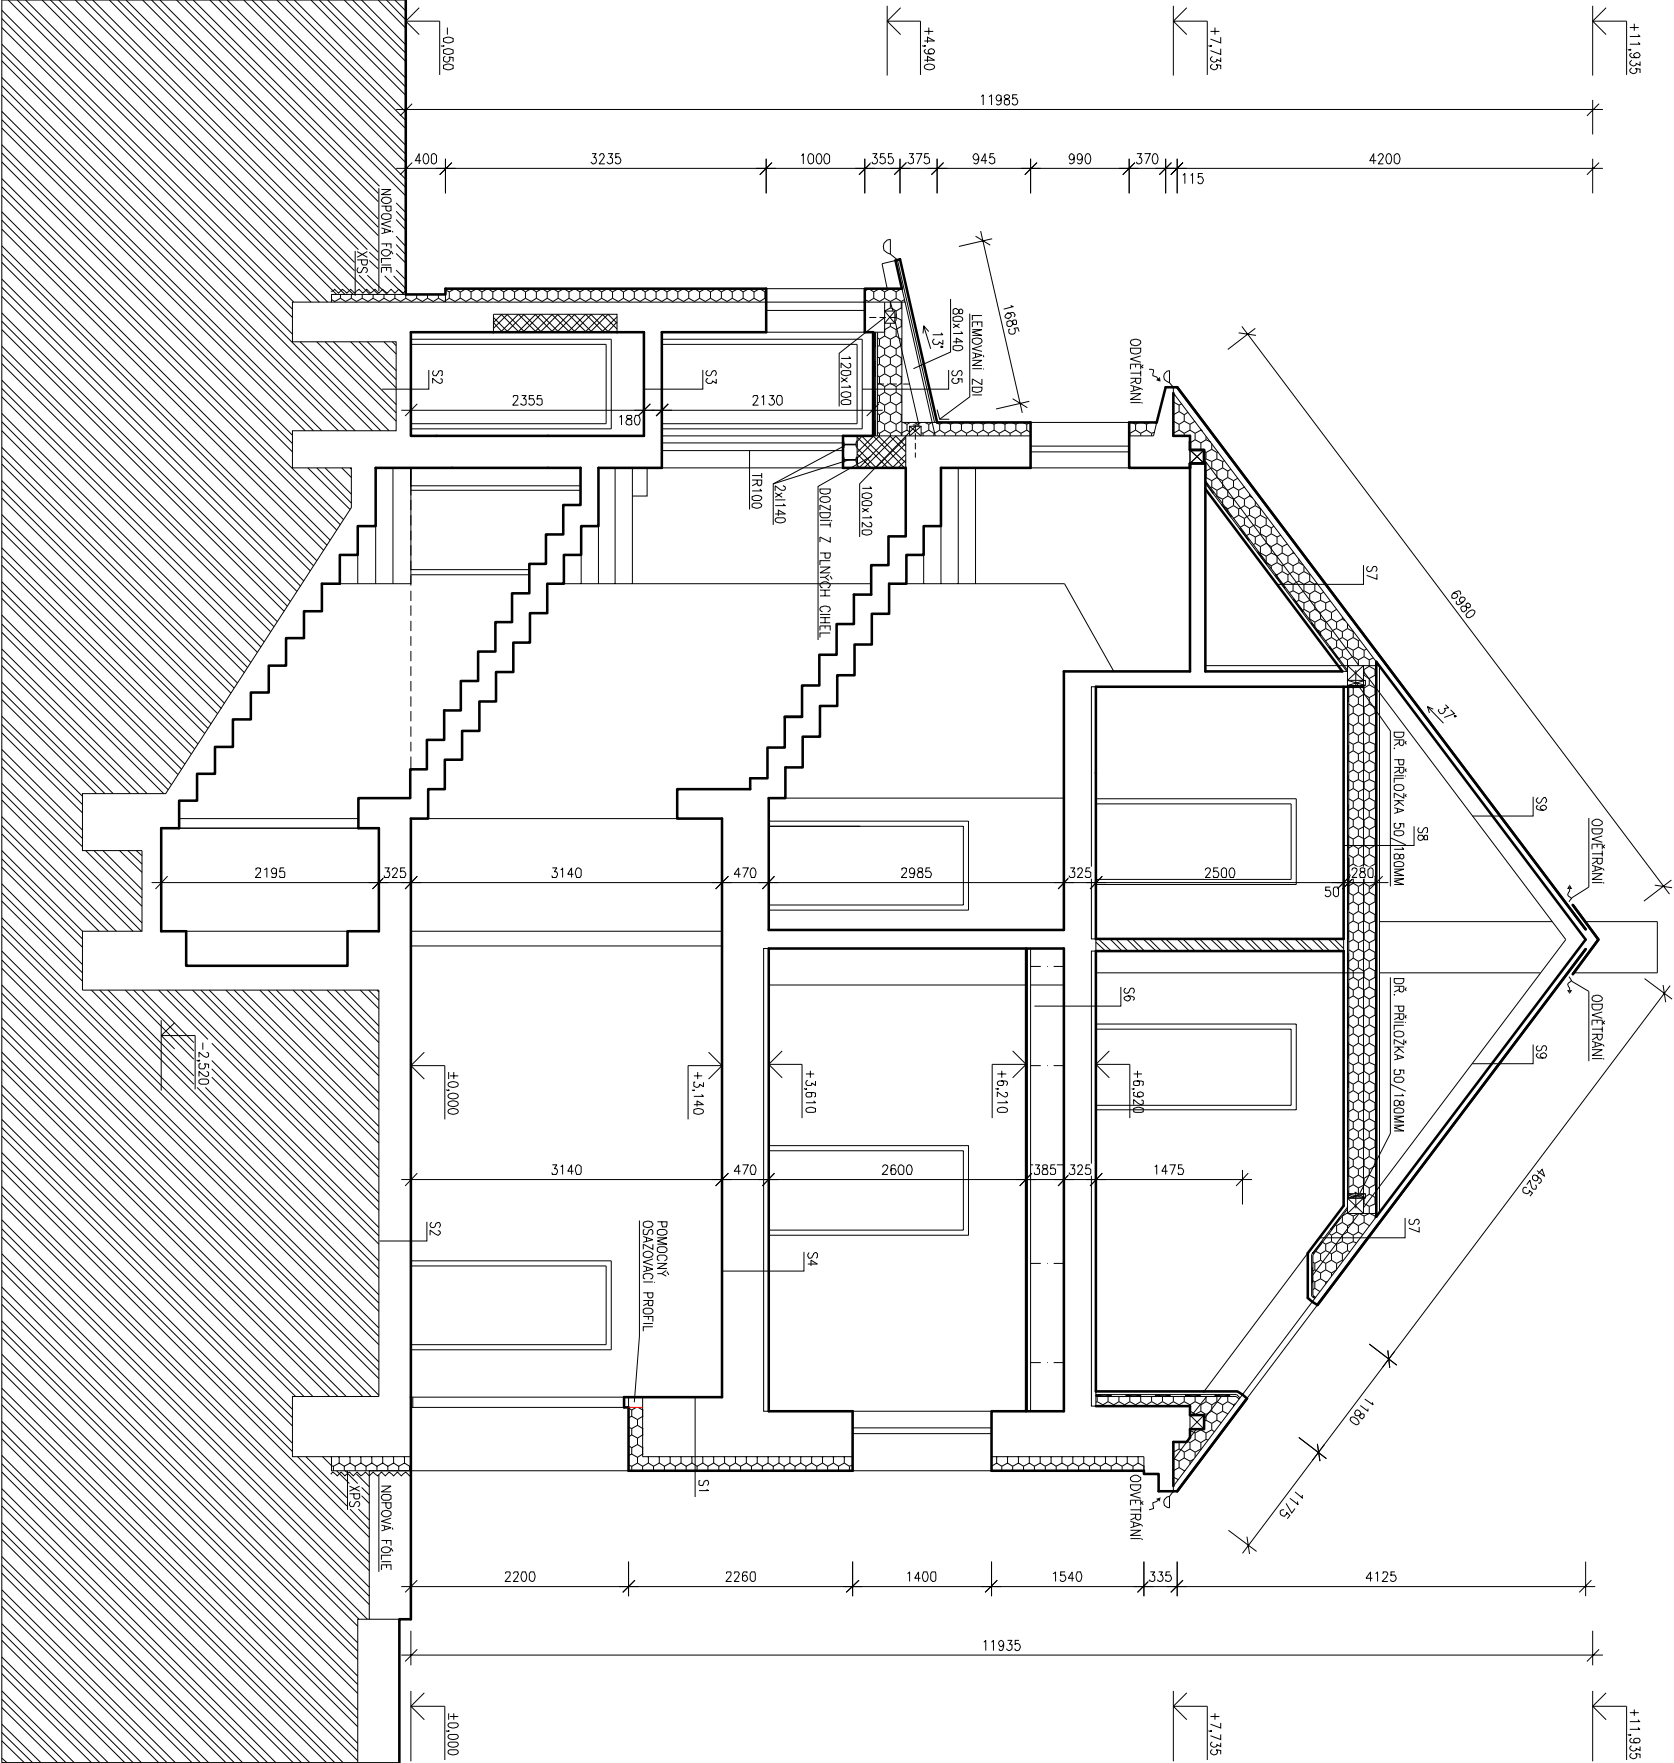 -0,050
+4,940
+7,735
+11,935
11985
400
3235
1000
355
375
945
990
370
115
4200
NOPOVÁ FÓLIE
XPS
1685
13°
80x140
LEMOVÁNÍ ZDI
ODVĚTRÁNÍ
S2
S3
S5
120x100
2355
180
2130
TR100
2xI140
DOZDÍT Z PLNÝCH CIHEL
100x120
S7
6980
37°
DŘ. PŘÍLOŽKA 50/180MM
S8
S9
ODVĚTRÁNÍ
2195
325
3140
470
2985
325
2500
50
280
S6
DŘ. PŘÍLOŽKA 50/180MM
S9
ODVĚTRÁNÍ
-2,520
±0,000
+3,140
+3,610
+6,210
+6,920
3140
470
2600
385
325
1475
4625
S2
POMOCNÝ
OSAZOVACÍ PROFIL
S4
S7
1180
1175
XPS
NOPOVÁ FÓLIE
S1
ODVĚTRÁNÍ
2200
2260
1400
1540
335
4125
11935
±0,000
+7,735
+11,935